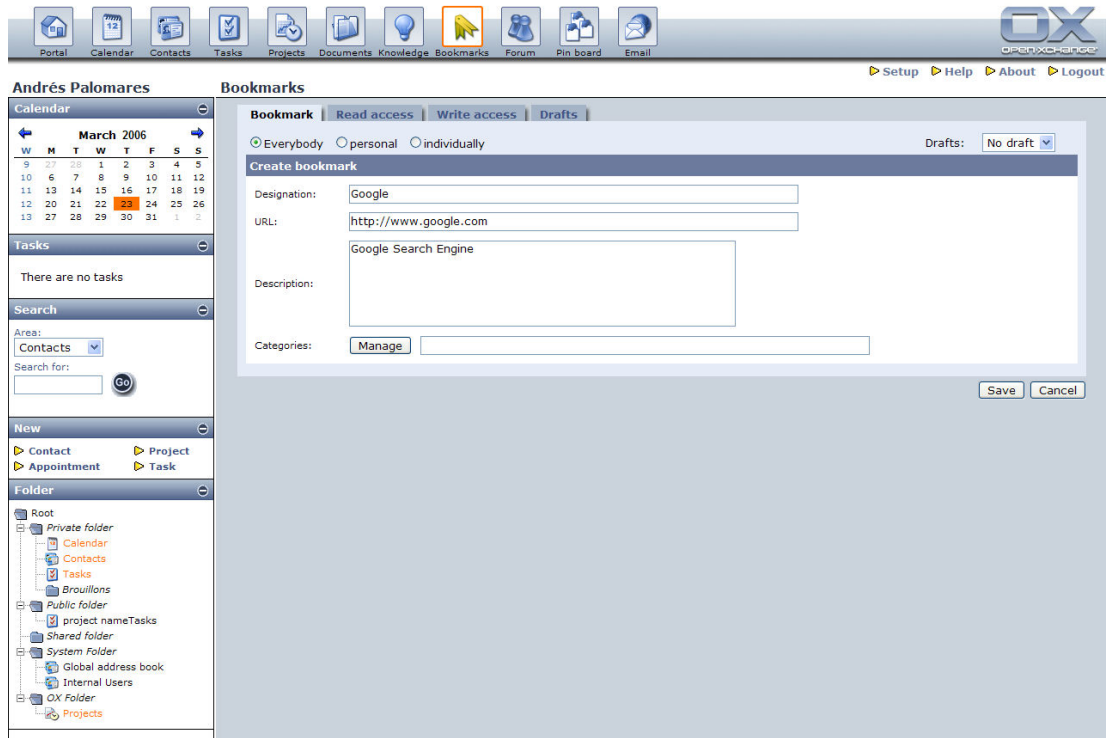 Portal Calendar Contacts Tasks Projects Documents Knowledge Bookmarks Forum Pin board Email
OX
OPEN XCHANGE
Setup Help About Logout
Andrés Palomares
Bookmarks
Calendar
March 2006
W M T W T F S S
9 27 28 1 2 3 4 5
10 6 7 8 9 10 11 12
11 13 14 15 16 17 18 19
12 20 21 22 23 24 25 26
13 27 28 29 30 31 1 2
Tasks
There are no tasks
Search
Area:
Contacts
Search for:
Go
New
Contact Project
Appointment Task
Folder
Root
Private folder
Calendar
Contacts
Tasks
Brouillons
Public folder
project nameTasks
Shared folder
System Folder
Global address book
Internal Users
OX Folder
Projects
Bookmark Read access Write access Drafts
Everybody personal individually Drafts: No draft
Create bookmark
Designation: Google
URL: http://www.google.com
Description: Google Search Engine
Categories: Manage
Save Cancel